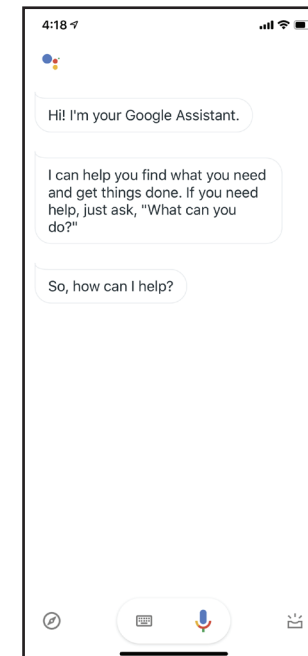 4:18
Hi! I'm your Google Assistant.
I can help you find what you need
and get things done. If you need
help, just ask, "What can you
do?"
So, how can I help?